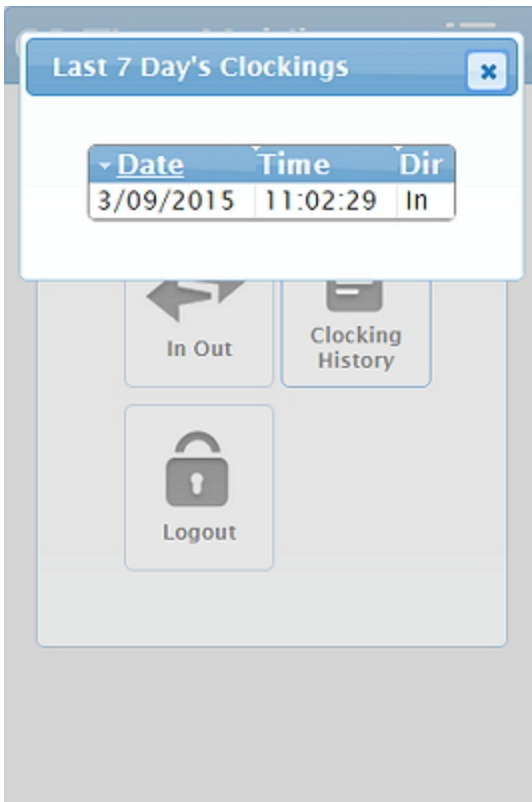 Last 7 Day's Clockings
Date Time Dir
3/09/2015 11:02:29 In
In Out
Clocking
History
Logout